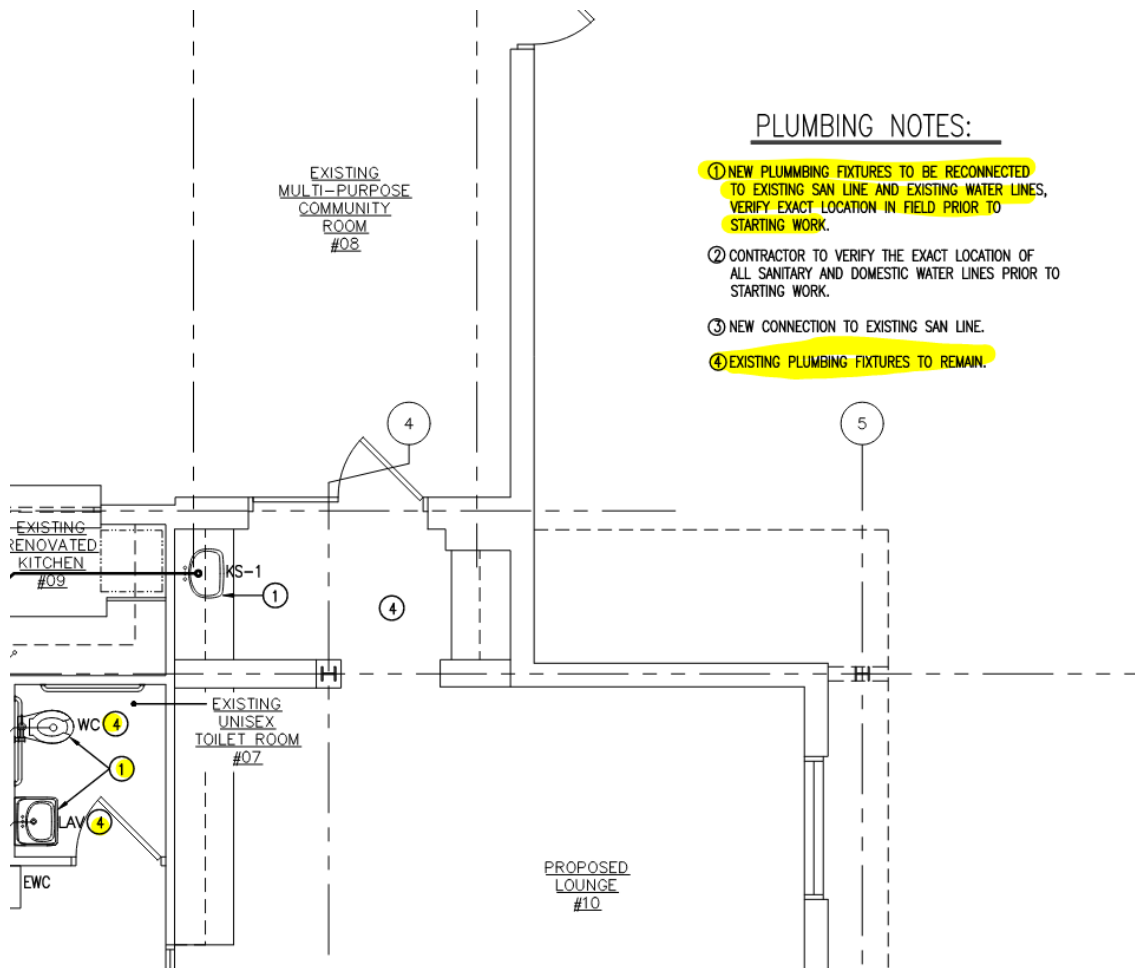 PLUMBING NOTES:
① NEW PLUMMBING FIXTURES TO BE RECONNECTED
TO EXISTING SAN LINE AND EXISTING WATER LINES,
VERIFY EXACT LOCATION IN FIELD PRIOR TO
STARTING WORK.
② CONTRACTOR TO VERIFY THE EXACT LOCATION OF
ALL SANITARY AND DOMESTIC WATER LINES PRIOR TO
STARTING WORK.
③ NEW CONNECTION TO EXISTING SAN LINE.
④ EXISTING PLUMBING FIXTURES TO REMAIN.
EXISTING
MULTI-PURPOSE
COMMUNITY
ROOM
#08
4
5
EXISTING
RENOVATED
KITCHEN
#09
KS-1
1
4
H
H
EXISTING
UNISEX
TOILET ROOM
#07
WC 4
1
LAV 4
EWC
PROPOSED
LOUNGE
#10